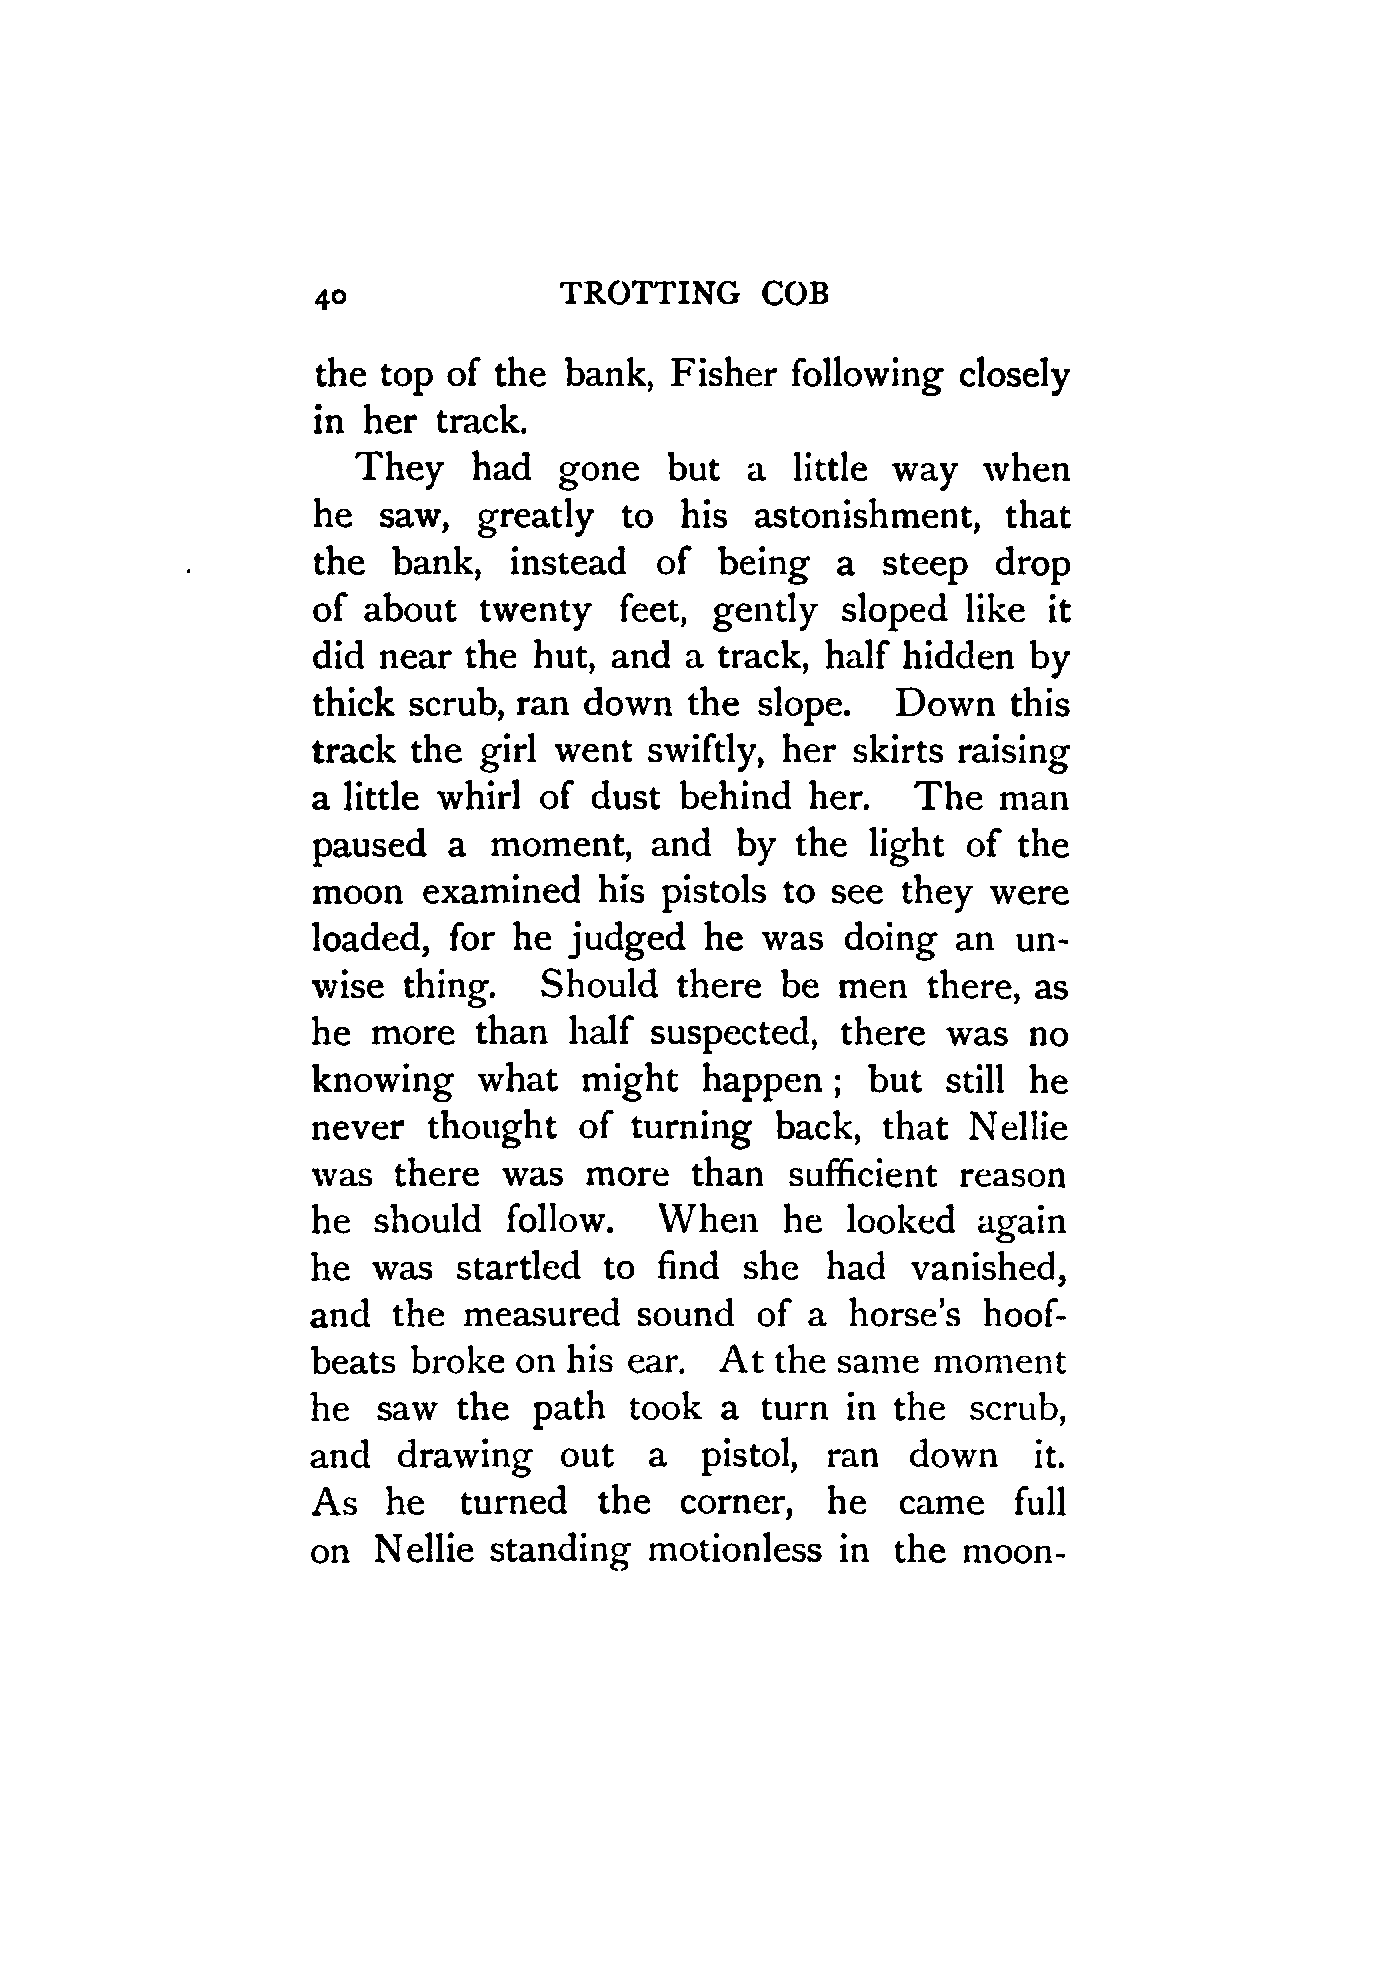 40 TROTTING COB
the top of the bank, Fisher following closely
in her track.
They had gone but a little way when
he saw, greatly to his astonishment, that
the bank, instead of being a steep drop
of about twenty feet, gently sloped like it
did near the hut, and a track, half hidden by
thick scrub, ran down the slope. Down this
track the girl went swiftly, her skirts raising
a little whirl of dust behind her. The man
paused a moment, and by the light of the
moon examined his pistols to see they were
loaded, for he judged he was doing an un-
wise thing. Should there be men there, as
he more than half suspected, there was no
knowing what might happen ; but still he
never thought of turning back, that Nellie
was there was more than sufficient reason
he should follow. When he looked again
he was startled to find she had vanished,
and the measured sound of a horse's hoof-
beats broke on his ear. At the same moment
he saw the path took a turn in the scrub,
and drawing out a pistol, ran down it.
As he turned the corner, he came full
on Nellie standing motionless in the moon-